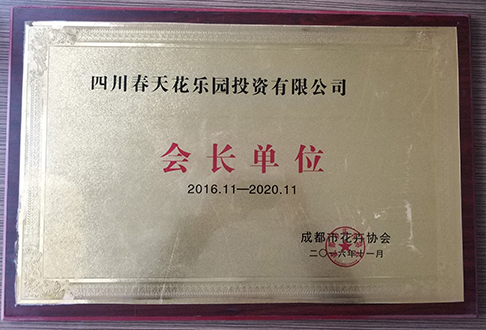 四川春天花乐园投资有限公司
会长单位
2016.11—2020.11
成都市花卉协会
二〇一六年十一月